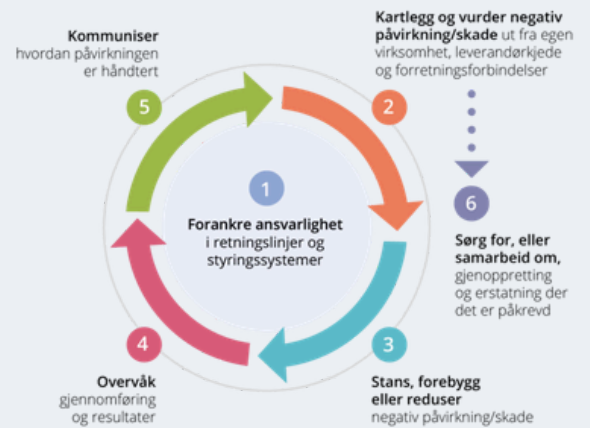 1
Forankre ansvarlighet
i retningslinjer og
styringssystemer
2
Kartlegg og vurder negativ
påvirkning/skade ut fra egen
virksomhet, leverandørkjede
og forretningsforbindelser
3
Stans, forebygg
eller reduser
negativ påvirkning/skade
4
Overvåk
gjennomføring
og resultater
5
Kommuniser
hvordan påvirkningen
er håndtert
6
Sørg for, eller
samarbeid om,
gjenoppretting
og erstatning der
det er påkrevd